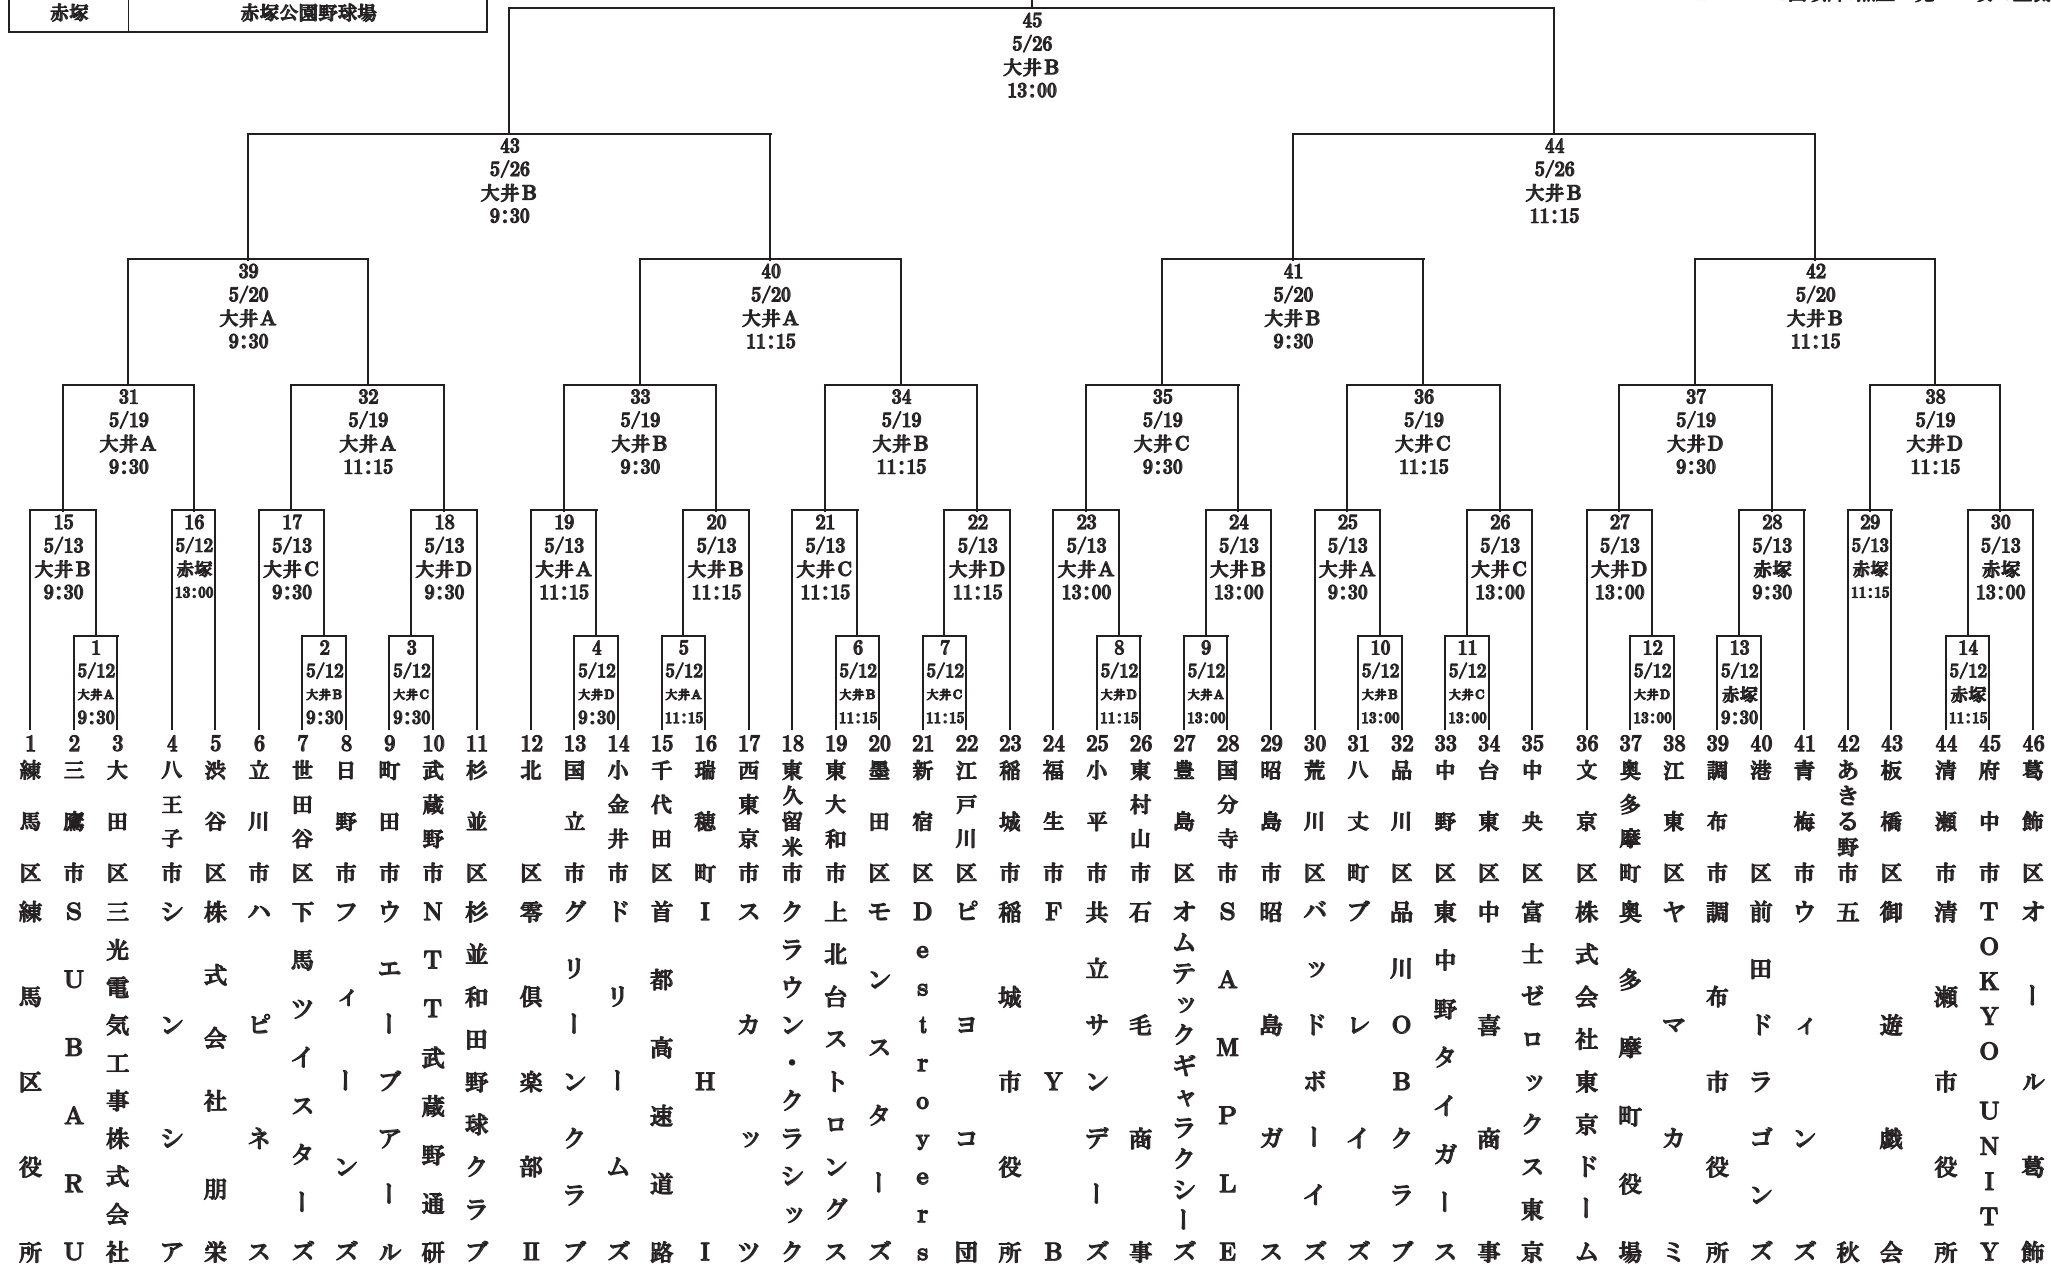 赤塚 赤塚公園野球場
45
5/26
大井B
13:00
43
5/26
大井B
9:30
44
5/26
大井B
11:15
39
5/20
大井A
9:30
40
5/20
大井A
11:15
41
5/20
大井B
9:30
42
5/20
大井B
11:15
31
5/19
大井A
9:30
32
5/19
大井A
11:15
33
5/19
大井B
9:30
34
5/19
大井B
11:15
35
5/19
大井C
9:30
36
5/19
大井C
11:15
37
5/19
大井D
9:30
38
5/19
大井D
11:15
15
5/13
大井B
9:30
16
5/12
赤塚
13:00
17
5/13
大井C
9:30
18
5/13
大井D
9:30
19
5/13
大井A
11:15
20
5/13
大井B
11:15
21
5/13
大井C
11:15
22
5/13
大井D
11:15
23
5/13
大井A
13:00
24
5/13
大井B
13:00
25
5/13
大井A
9:30
26
5/13
大井C
13:00
27
5/13
大井D
13:00
28
5/13
赤塚
9:30
29
5/13
赤塚
11:15
30
5/13
赤塚
13:00
1
5/12
大井A
9:30
2
5/12
大井B
9:30
3
5/12
大井C
9:30
4
5/12
大井D
9:30
5
5/12
大井A
11:15
6
5/12
大井B
11:15
7
5/12
大井C
11:15
8
5/12
大井D
11:15
9
5/12
大井A
13:00
10
5/12
大井B
13:00
11
5/12
大井C
13:00
12
5/12
大井D
13:00
13
5/12
赤塚
9:30
14
5/12
赤塚
11:15
1 練馬区 練馬区役所
2 三鷹市 SUBARU
3 大田区 三光電気工事株式会社
4 八王子市 シンシア
5 渋谷区 株式会社朋栄
6 立川市 ハピネス
7 世田谷区 下馬ツイスターズ
8 日野市 フィーンズ
9 町田市 ウエーブアールル
10 武蔵野市 NTT武蔵野通研
11 杉並区 杉並和田野球クラブ
12 北区 零倶楽部Ⅱ
13 国立市 グリーンクラブ
14 小金井市 ドリームズ
15 千代田区 首都高速道路
16 瑞穂町 IHI
17 西東京市 スカッツ
18 東久留米市 クラウン・クラシック
19 東大和市 上北台ストロングス
20 墨田区 モンスターズ
21 新宿区 Destroyers
22 江戸川区 ピヨコ団
23 稲城市 稲城市役所
24 福生市 FYB
25 小平市 共立サンデーズ
26 東村山市 石毛商事
27 豊島区 オムテックギャラクシーズ
28 国分寺市 SAMPLE
29 昭島市 昭島ガス
30 荒川区 バッドボーイズ
31 八丈町 ブレイズ
32 品川区 品川OBクラブ
33 中野区 東中野タイガース
34 台東区 中喜商事
35 中央区 富士ゼロックス東京
36 文京区 株式会社東京ドーム
37 奥多摩町 奥多摩町役場
38 江東区 ヤマカミ
39 調布市 調布市役所
40 港区 前田ドラゴンズ
41 青梅市 ウィンズ
42 あきる野市 五秋
43 板橋区 御遊戯会
44 清瀬市 清瀬市役所
45 府中市 TOKYO UNITY
46 葛飾区 オール葛飾